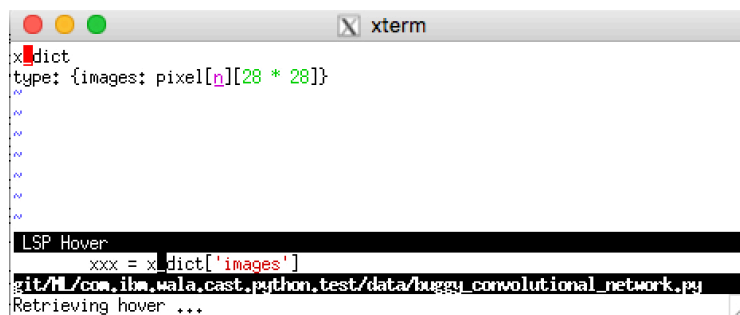 xterm
x_dict
type: {images: pixel[n][28 * 28]}
~
~
~
~
~
~
LSP Hover
xxx = x_dict['images']
git/ML/com.ibm.wala.cast.python.test/data/buggy_convolutional_network.py
Retrieving hover ...